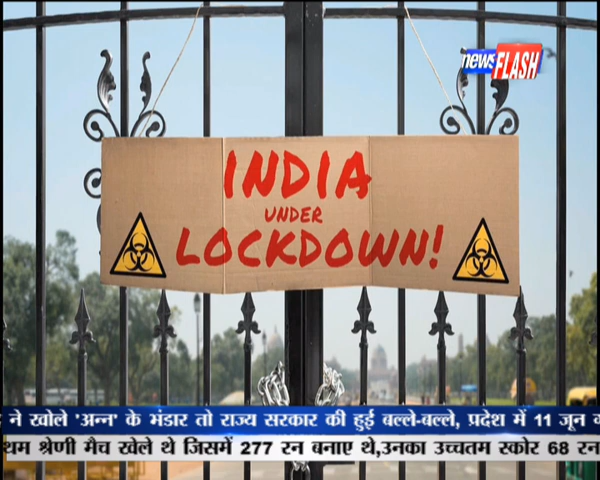 news
FLASH
INDIA
UNDER
LOCKDOWN!
ने खोले 'अन्न' के भंडार तो राज्य सरकार की हुई बल्ले-बल्ले, प्रदेश में 11 जून
श्रेणी मैच खेले थे जिसमें 277 रन बनाए थे,उनका उच्चतम स्कोर 68 रन